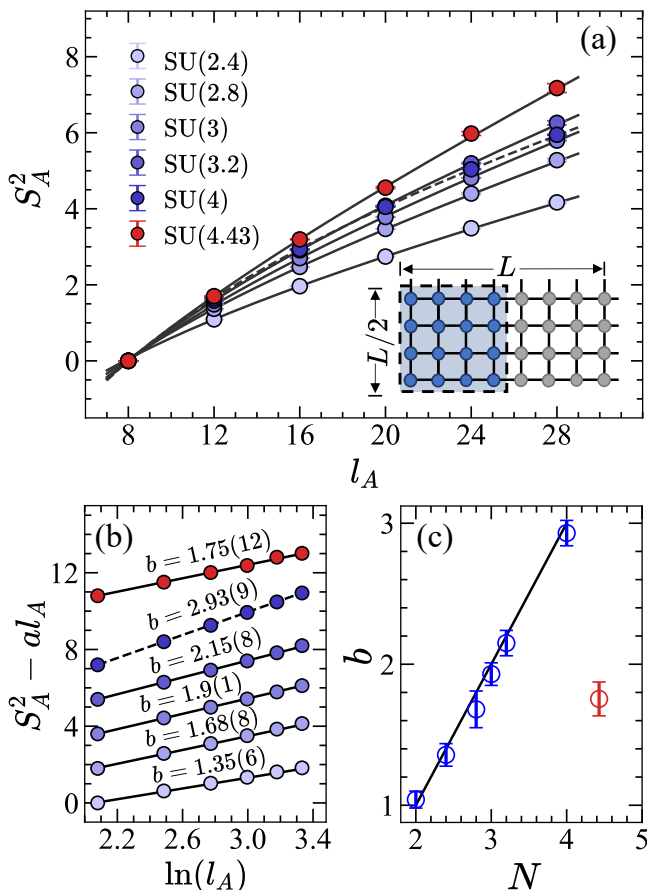 (a)
SU(2.4)
SU(2.8)
SU(3)
SU(3.2)
SU(4)
SU(4.43)
8
6
4
2
0
S_A^2
L
L/2
8 12 16 20 24 28
l_A
(b)
b = 1.75(12)
b = 2.93(9)
b = 2.15(8)
b = 1.9(1)
b = 1.68(8)
b = 1.35(6)
12
8
4
0
S_A^2 − al_A
2.2 2.6 3.0 3.4
ln(l_A)
(c)
3
2
1
b
2 3 4 5
N